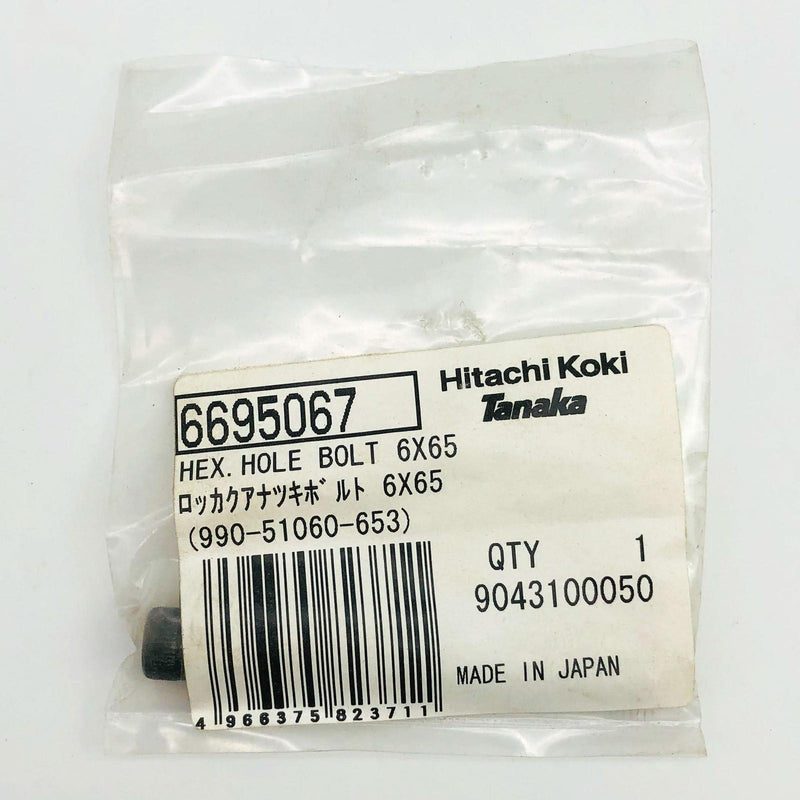 6695067
Hitachi Koki
Tanaka
HEX. HOLE BOLT 6X65
ロッカクアナツキボルト 6X65
(990-51060-653)
QTY 1
9043100050
MADE IN JAPAN
4 966375 823711